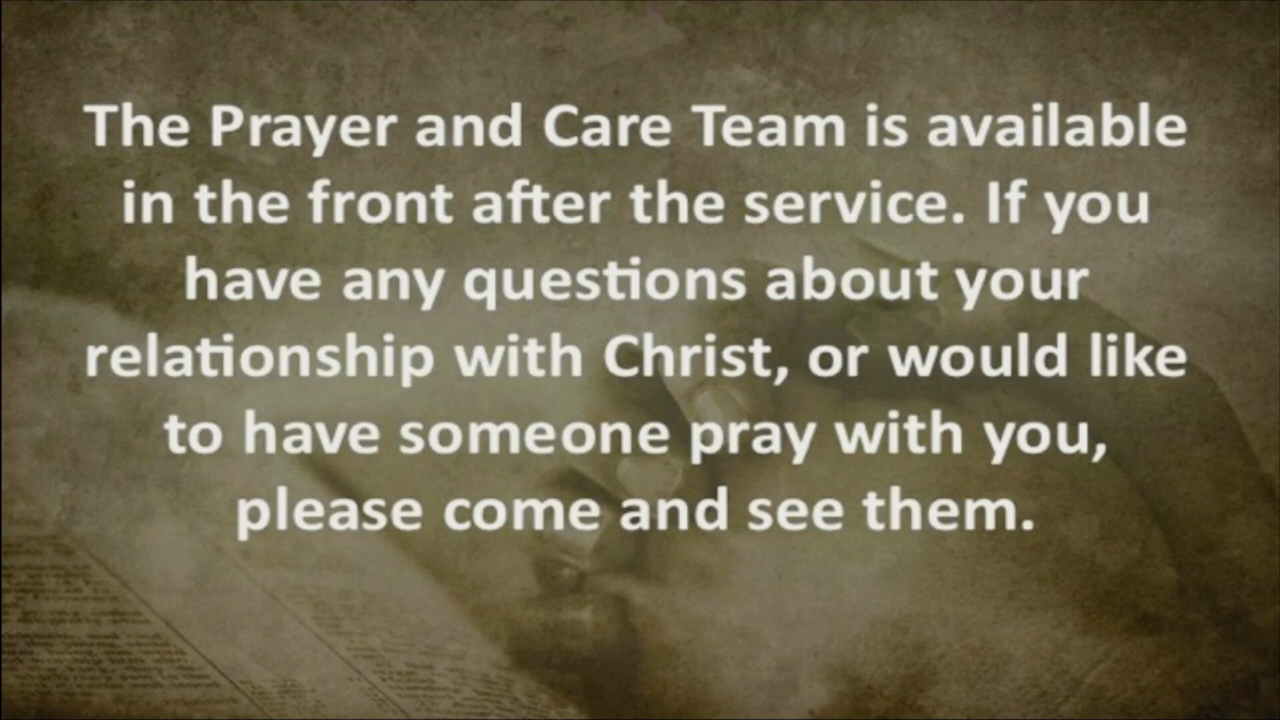 The Prayer and Care Team is available
in the front after the service. If you
have any questions about your
relationship with Christ, or would like
to have someone pray with you,
please come and see them.